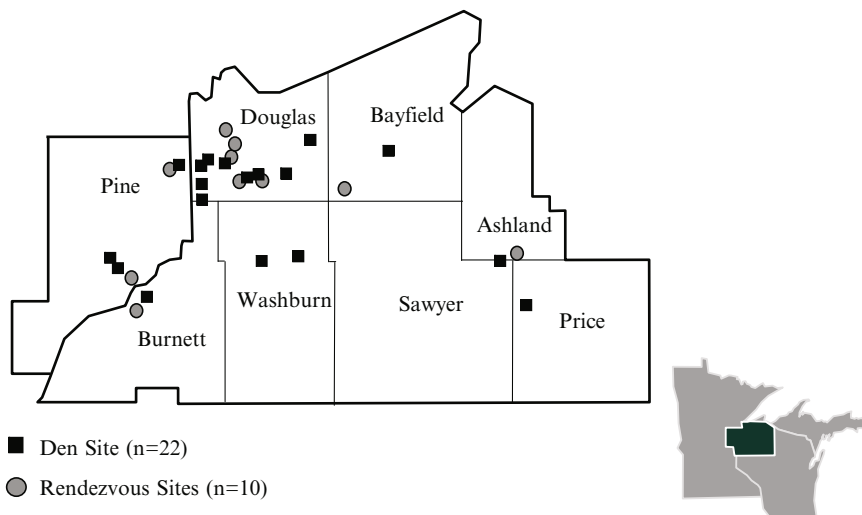 Douglas
Bayfield
Pine
Ashland
Washburn
Sawyer
Price
Burnett
Den Site (n=22)
Rendezvous Sites (n=10)